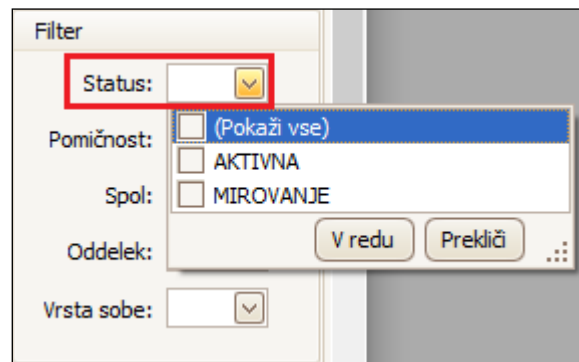 Filter
Status:
(Pokaži vse)
Pomičnost:
AKTIVNA
Spol:
MIROVANJE
Oddelek:
V redu
Prekliči
Vrsta sobe: